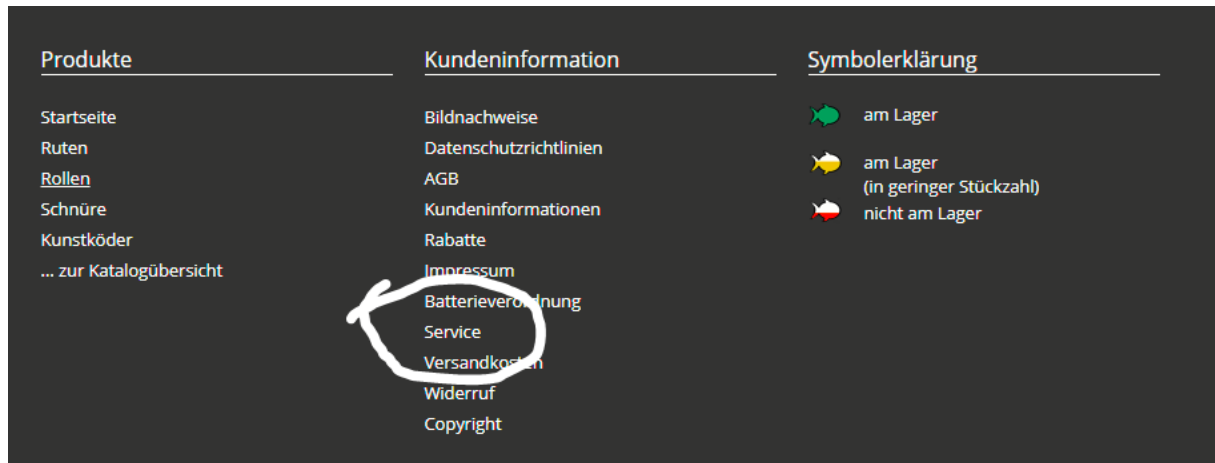 Produkte
Startseite
Ruten
Rollen
Schnüre
Kunstköder
... zur Katalogübersicht
Kundeninformation
Bildnachweise
Datenschutzrichtlinien
AGB
Kundeninformationen
Rabatte
Impressum
Batterieverordnung
Service
Versandkosten
Widerruf
Copyright
Symbolerklärung
am Lager
am Lager
(in geringer Stückzahl)
nicht am Lager